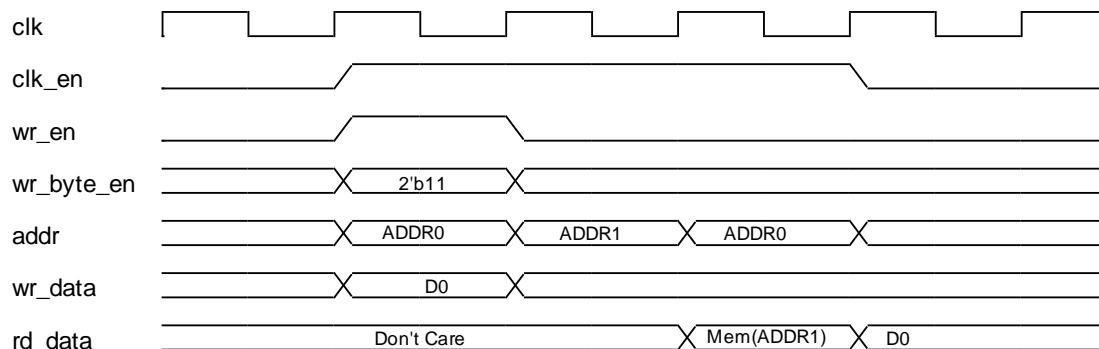 clk
clk_en
wr_en
wr_byte_en 2'b11
addr ADDR0 ADDR1 ADDR0
wr_data D0
rd_data Don't Care Mem(ADDR1) D0